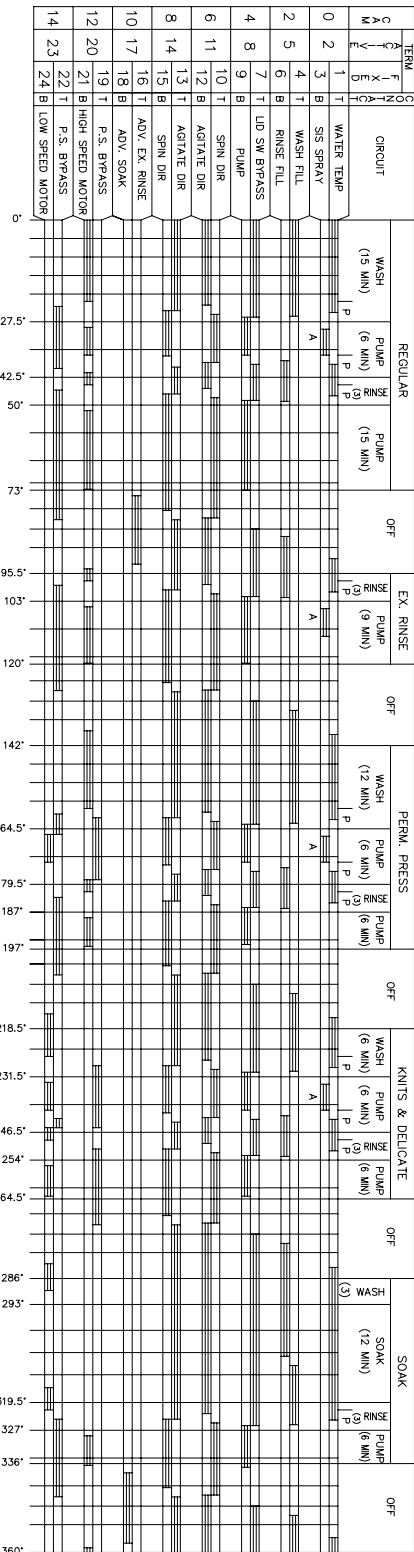 CAM
TERM
ACTIVE
FIXED
CONTACT
CIRCUIT
REGULAR
EX. RINSE
PERM. PRESS
KNITS & DELICATE
SOAK
WASH (15 MIN)
PUMP (6 MIN)
(3) RINSE
PUMP (15 MIN)
OFF
(3) RINSE
PUMP (9 MIN)
OFF
WASH (12 MIN)
PUMP (6 MIN)
(3) RINSE
PUMP (6 MIN)
OFF
WASH (6 MIN)
PUMP (6 MIN)
(3) RINSE
PUMP (6 MIN)
OFF
(3) WASH
SOAK (12 MIN)
(3) RINSE
PUMP (6 MIN)
OFF
0 2 1 T WATER TEMP P P P P P P P P P P
3 B SIS SPRAY A A A A
2 5 4 T WASH FILL
6 B RINSE FILL
4 8 7 T LID SW BYPASS
9 B PUMP
6 11 10 T SPIN DIR
12 B AGITATE DIR
8 14 13 T AGITATE DIR
15 B SPIN DIR
10 17 16 T ADV. EX. RINSE
18 B ADV. SOAK
12 20 19 T P.S. BYPASS
21 B HIGH SPEED MOTOR
14 23 22 T P.S. BYPASS
24 B LOW SPEED MOTOR
0° 27.5° 42.5° 50° 73° 95.5° 103° 120° 142° 64.5° 79.5° 187° 197° 218.5° 231.5° 46.5° 254° 64.5° 286° 293° 319.5° 327° 336° 360°